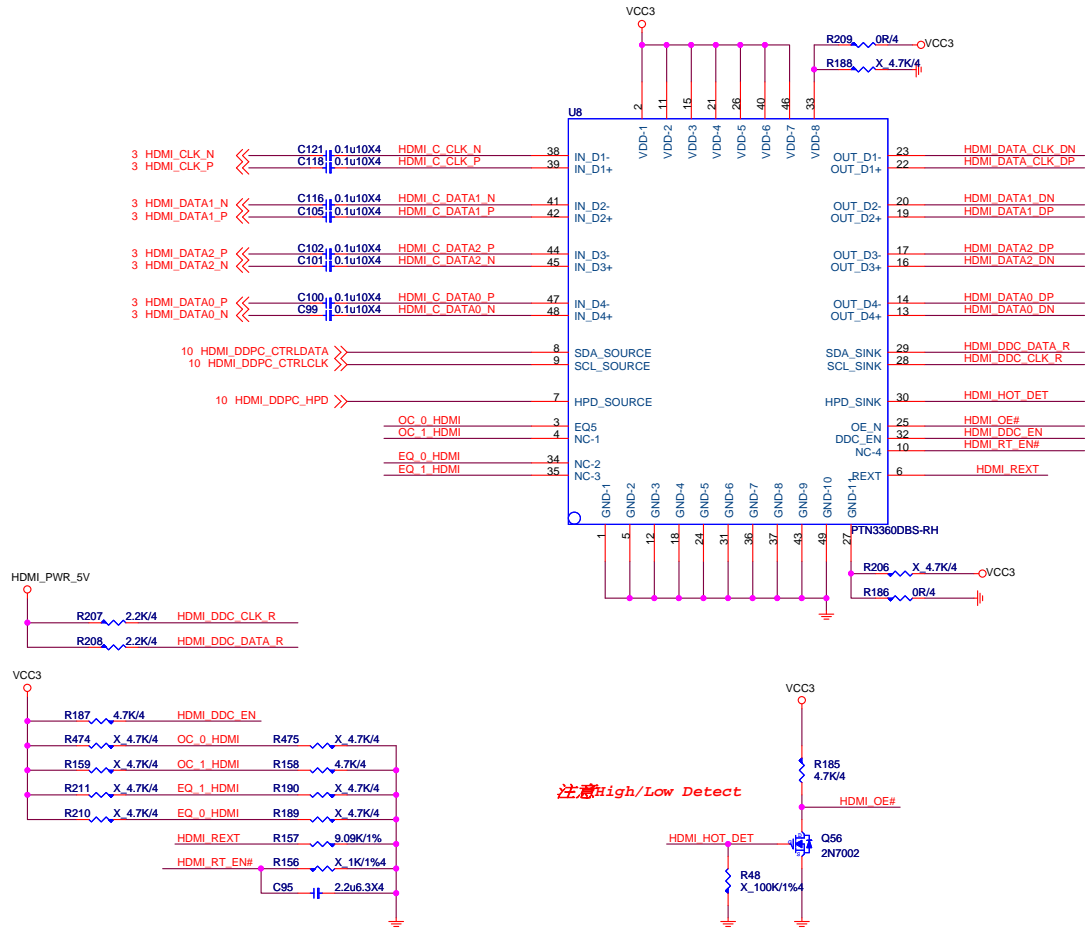 VCC3
R209 0R/4 VCC3
R188 X_4.7K/4
U8
2 11 15 21 26 40 46 33
VDD-1 VDD-2 VDD-3 VDD-4 VDD-5 VDD-6 VDD-7 VDD-8
3 HDMI_CLK_N C121 0.1u10X4 HDMI_C_CLK_N 38 IN_D1- OUT_D1- 23 HDMI_DATA_CLK_DN
3 HDMI_CLK_P C118 0.1u10X4 HDMI_C_CLK_P 39 IN_D1+ OUT_D1+ 22 HDMI_DATA_CLK_DP
3 HDMI_DATA1_N C116 0.1u10X4 HDMI_C_DATA1_N 41 IN_D2- OUT_D2- 20 HDMI_DATA1_DN
3 HDMI_DATA1_P C105 0.1u10X4 HDMI_C_DATA1_P 42 IN_D2+ OUT_D2+ 19 HDMI_DATA1_DP
3 HDMI_DATA2_P C102 0.1u10X4 HDMI_C_DATA2_P 44 IN_D3- OUT_D3- 17 HDMI_DATA2_DP
3 HDMI_DATA2_N C101 0.1u10X4 HDMI_C_DATA2_N 45 IN_D3+ OUT_D3+ 16 HDMI_DATA2_DN
3 HDMI_DATA0_P C100 0.1u10X4 HDMI_C_DATA0_P 47 IN_D4- OUT_D4- 14 HDMI_DATA0_DP
3 HDMI_DATA0_N C99 0.1u10X4 HDMI_C_DATA0_N 48 IN_D4+ OUT_D4+ 13 HDMI_DATA0_DN
10 HDMI_DDPC_CTRLDATA 8 SDA_SOURCE SDA_SINK 29 HDMI_DDC_DATA_R
10 HDMI_DDPC_CTRLCLK 9 SCL_SOURCE SCL_SINK 28 HDMI_DDC_CLK_R
10 HDMI_DDPC_HPD 7 HPD_SOURCE HPD_SINK 30 HDMI_HOT_DET
OC_0_HDMI 3 EQ5 OE_N 25 HDMI_OE#
OC_1_HDMI 4 NC-1 DDC_EN 32 HDMI_DDC_EN
NC-4 10 HDMI_RT_EN#
EQ_0_HDMI 34 NC-2
EQ_1_HDMI 35 NC-3 REXT 6 HDMI_REXT
GND-1 GND-2 GND-3 GND-4 GND-5 GND-6 GND-7 GND-8 GND-9 GND-10 GND-11
PTN3360DBS-RH
1 5 12 18 24 31 36 37 43 49 27
R206 X_4.7K/4 VCC3
R186 0R/4
HDMI_PWR_5V
R207 2.2K/4 HDMI_DDC_CLK_R
R208 2.2K/4 HDMI_DDC_DATA_R
VCC3
R187 4.7K/4 HDMI_DDC_EN
R474 X_4.7K/4 OC_0_HDMI R475 X_4.7K/4
R159 X_4.7K/4 OC_1_HDMI R158 4.7K/4
R211 X_4.7K/4 EQ_1_HDMI R190 X_4.7K/4
R210 X_4.7K/4 EQ_0_HDMI R189 X_4.7K/4
HDMI_REXT R157 9.09K/1%
HDMI_RT_EN# R156 X_1K/1%4
C95 2.2u6.3X4
VCC3
R185
4.7K/4
注意High/Low Detect
HDMI_OE#
HDMI_HOT_DET
Q56
2N7002
R48
X_100K/1%4